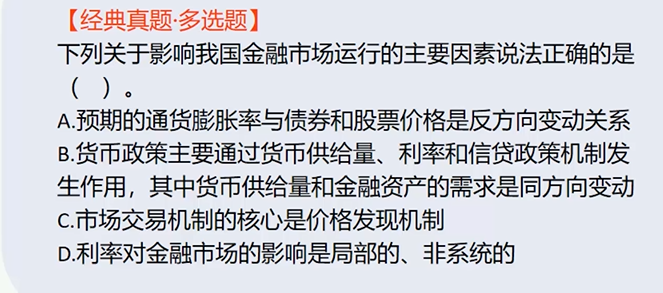 【经典真题·多选题】
下列关于影响我国金融市场运行的主要因素说法正确的是
（　）。
A.预期的通货膨胀率与债券和股票价格是反方向变动关系
B.货币政策主要通过货币供给量、利率和信贷政策机制发
生作用，其中货币供给量和金融资产的需求是同方向变动
C.市场交易机制的核心是价格发现机制
D.利率对金融市场的影响是局部的、非系统的